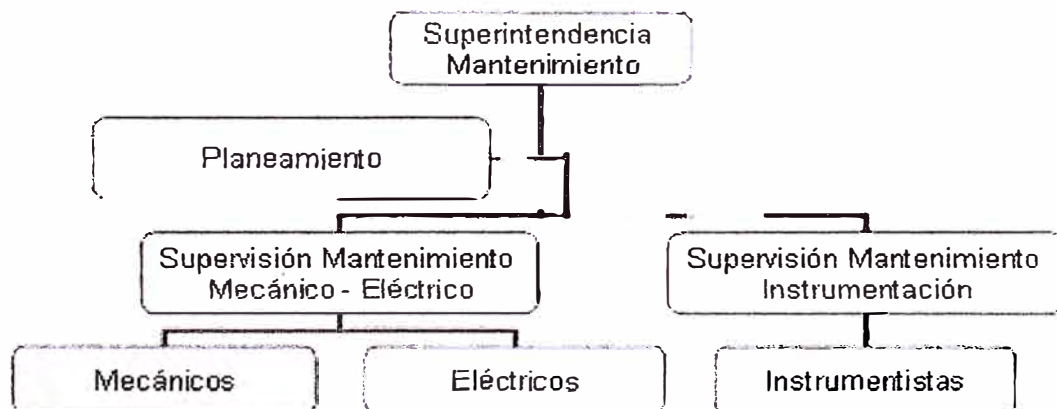 Superintendencia
Mantenimiento
Planeamiento
Supervisión Mantenimiento
Mecánico - Eléctrico
Supervisión Mantenimiento
Instrumentación
Mecánicos
Eléctricos
Instrumentistas